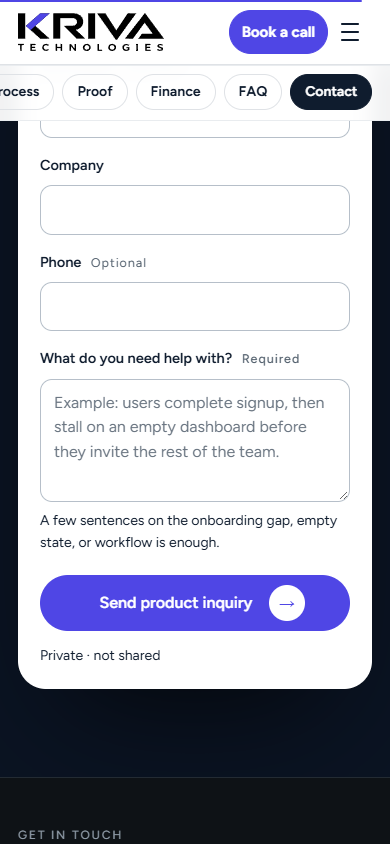 KRIVA
TECHNOLOGIES
Book a call
rocess
Proof
Finance
FAQ
Contact
Company
Phone Optional
What do you need help with? Required
Example: users complete signup, then
stall on an empty dashboard before
they invite the rest of the team.
A few sentences on the onboarding gap, empty
state, or workflow is enough.
Send product inquiry →
Private · not shared
GET IN TOUCH